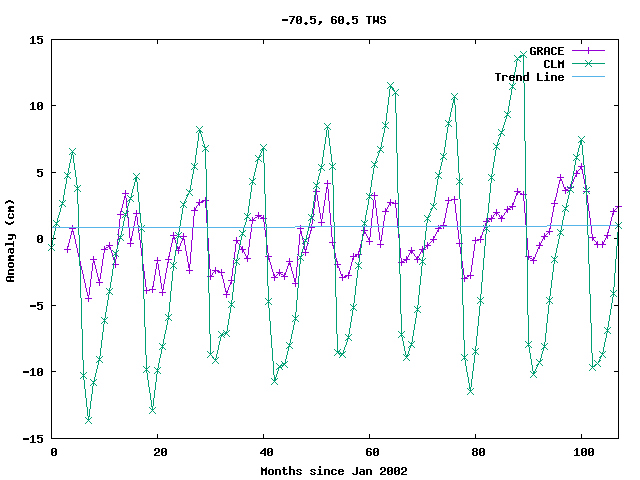 -70.5, 60.5 TWS
GRACE
CLM
Trend Line
15
10
5
0
-5
-10
-15
Anomaly (cm)
0 20 40 60 80 100
Months since Jan 2002